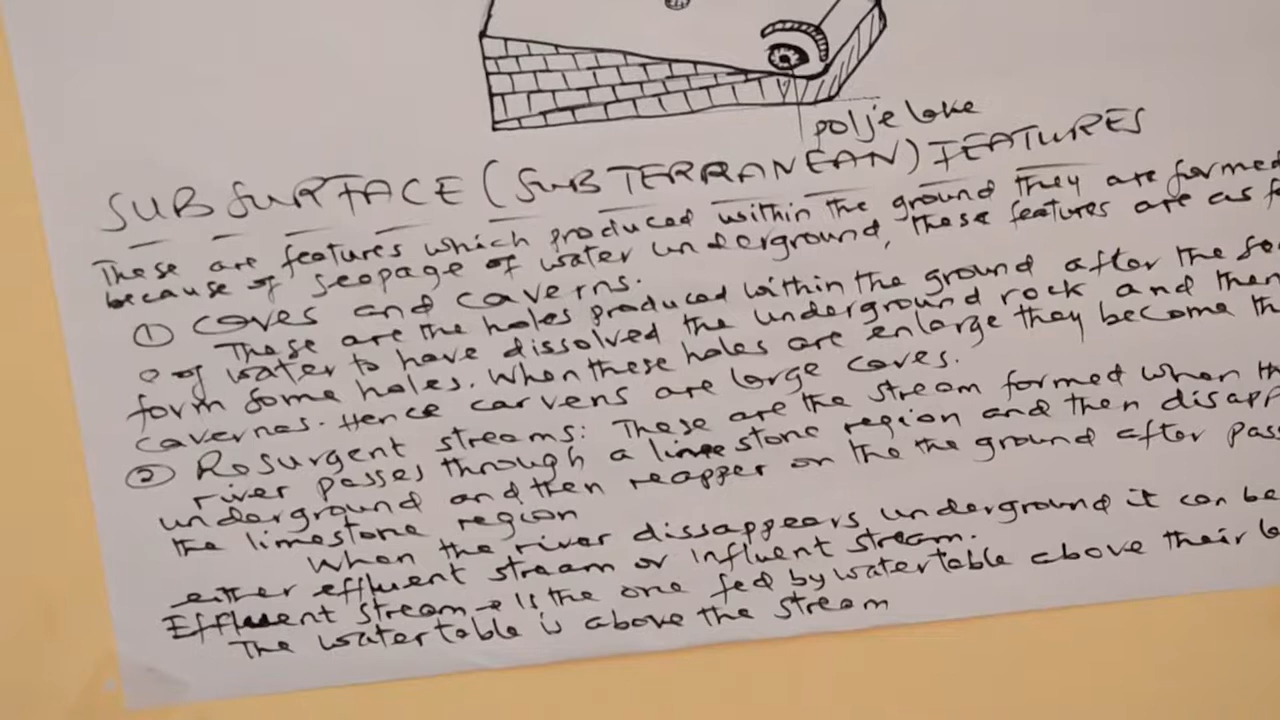 polje lake
SUBSURFACE (SUBTERRANEAN) FEATURES
These are features which produced within the ground they are formed
because of seepage of water underground, these features are as
① Caves and caverns.
These are the holes produced within the ground after the
of water to have dissolved the underground rock and then
form some holes. When these holes are enlarge they become
cavernas. Hence carvens are large caves.
② Resurgent streams: These are the stream formed when
river passes through a limestone region and then
underground and then reapper on the the ground after
the limestone region
When the river dissappears underground it can be
either effluent stream or influent stream.
Effluent stream → Is the one fed by watertable above their
The watertable is above the stream